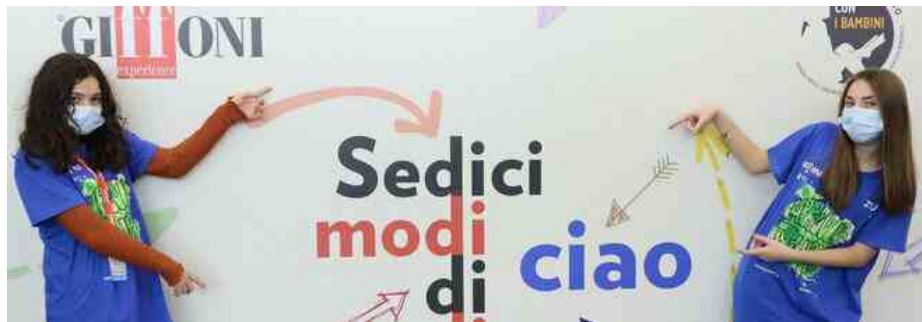 GIffONI
experience
CON
I BAMBINI
Sedici
modi
di
ciao